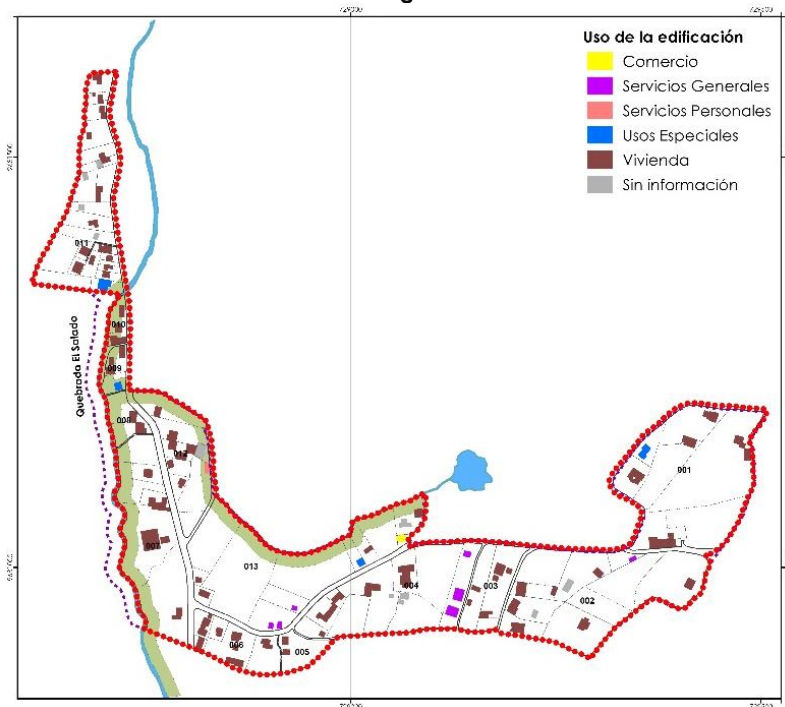 729000
Uso de la edificación
Comercio
Servicios Generales
Servicios Personales
Usos Especiales
Vivienda
Sin información
011
010
Quebrada El Salado
009
008
012
001
007
013
004
003
002
006
005